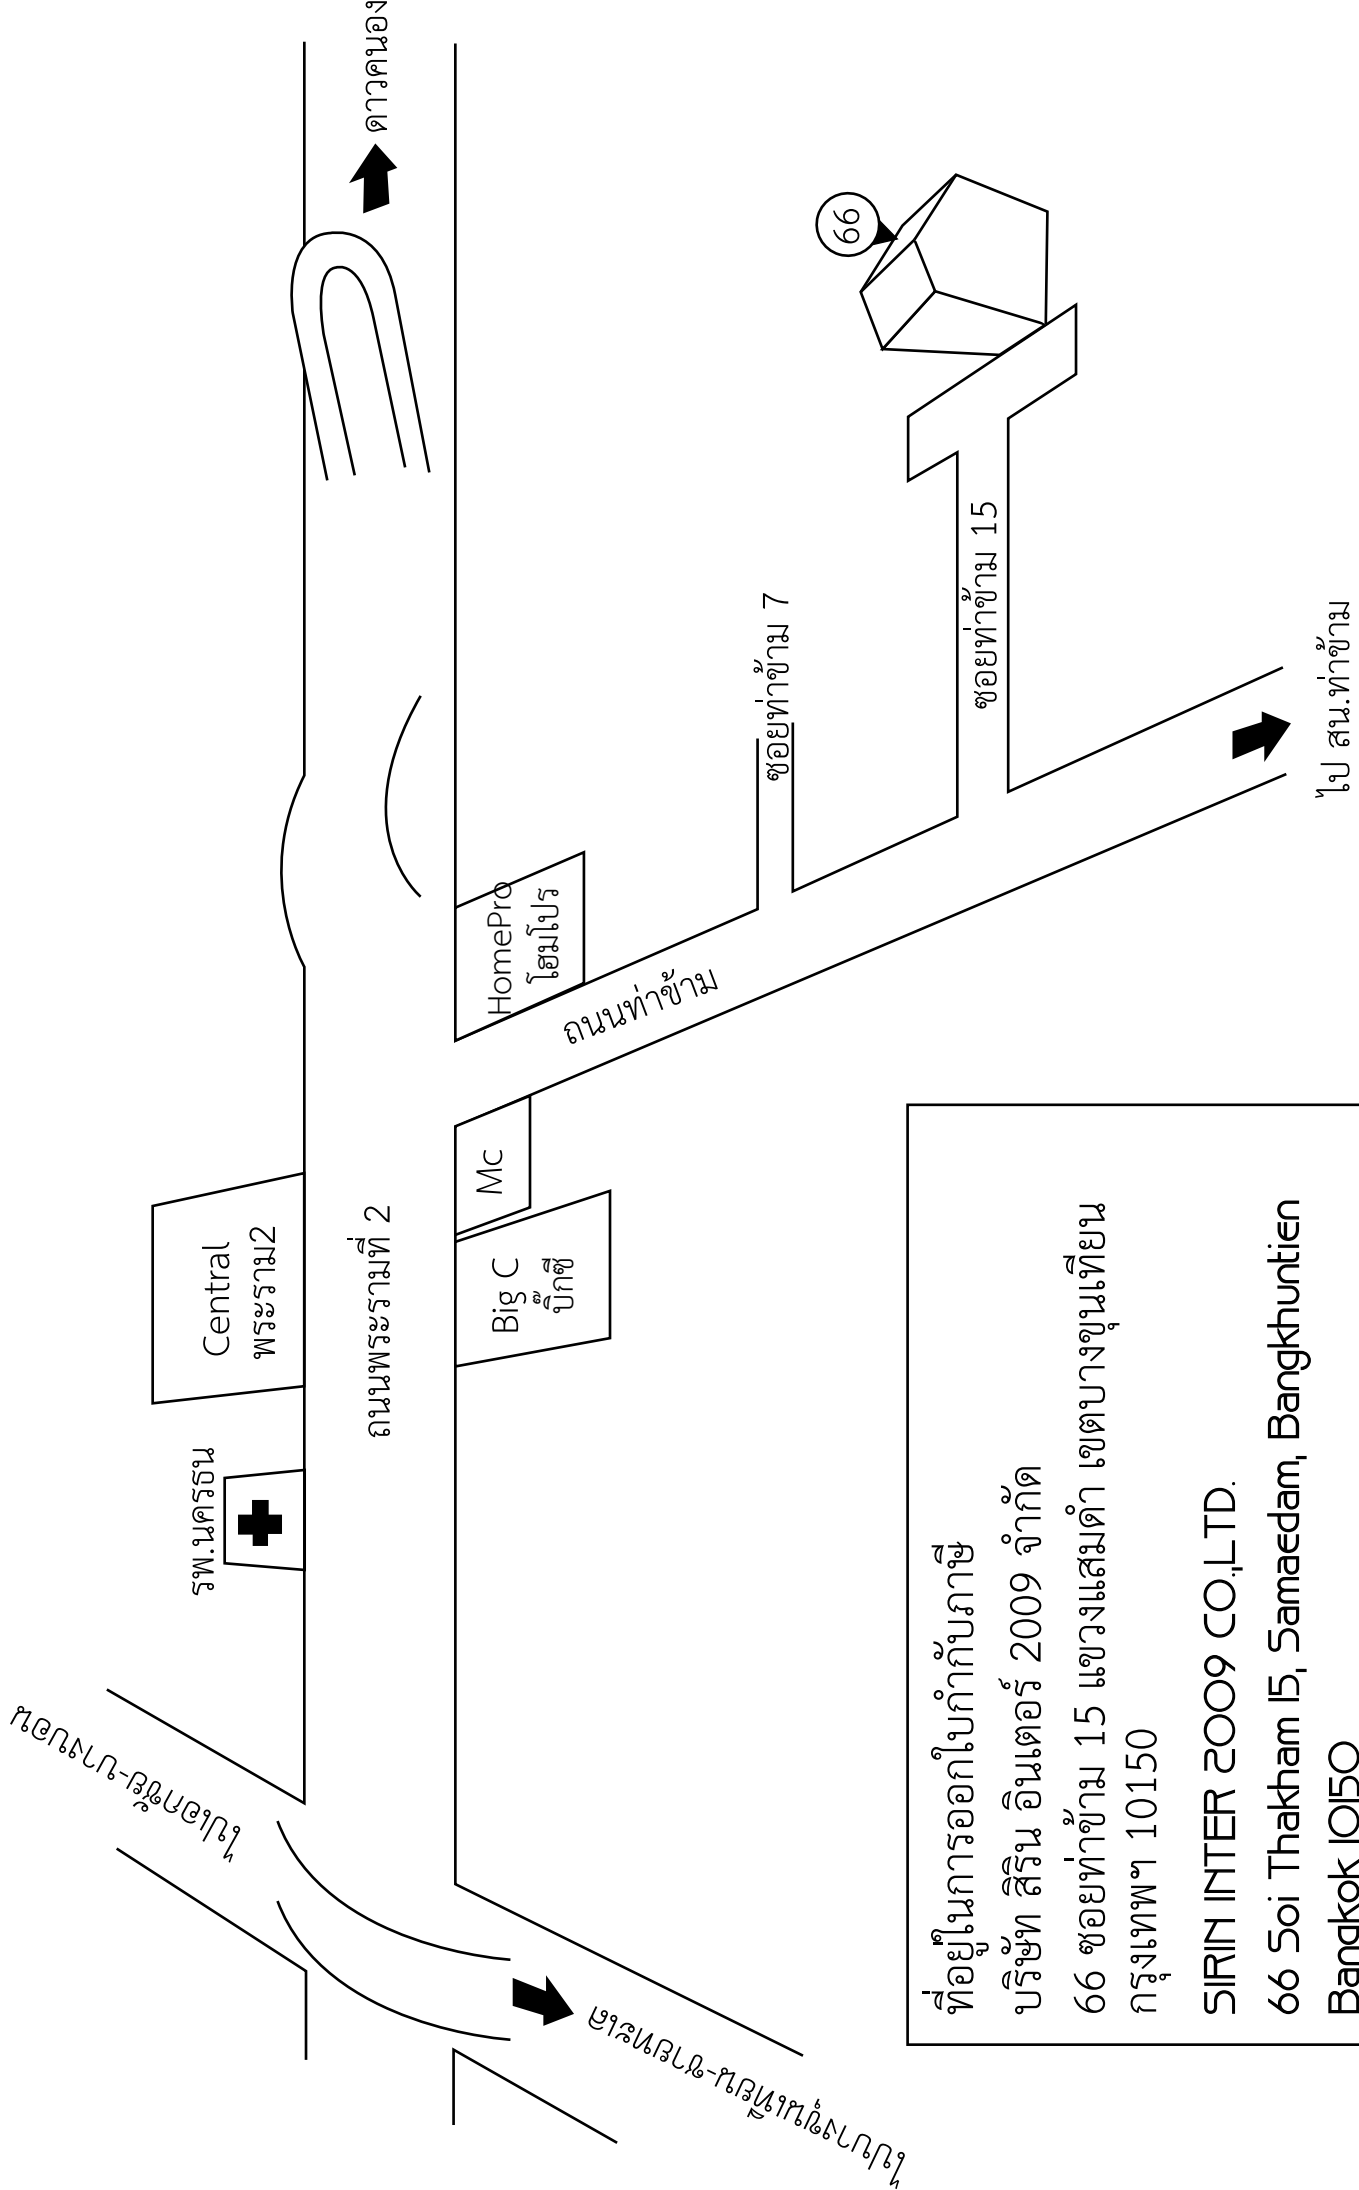 ไปเอกชัย-บางบอน
รพ.นครธน
Central
พระราม2
ถนนพระรามที่ 2
ดาวคนอง
Big C
บิ๊กซี
Mc
HomePro
โฮมโปร
ถนนท่าข้าม
ซอยท่าข้าม 7
66
ซอยท่าข้าม 15
ไป สน.ท่าข้าม
ไปบางขุนเทียน-ชายทะเล
ที่อยู่ในการออกใบกำกับภาษี
บริษัท สิริน อินเตอร์ 2009 จำกัด
66 ซอยท่าข้าม 15 แขวงแสมดำ เขตบางขุนเทียน
กรุงเทพฯ 10150
SIRIN INTER 2009 CO.,LTD.
66 Soi Thakham 15, Samaedam, Bangkhuntien
Bangkok 10150